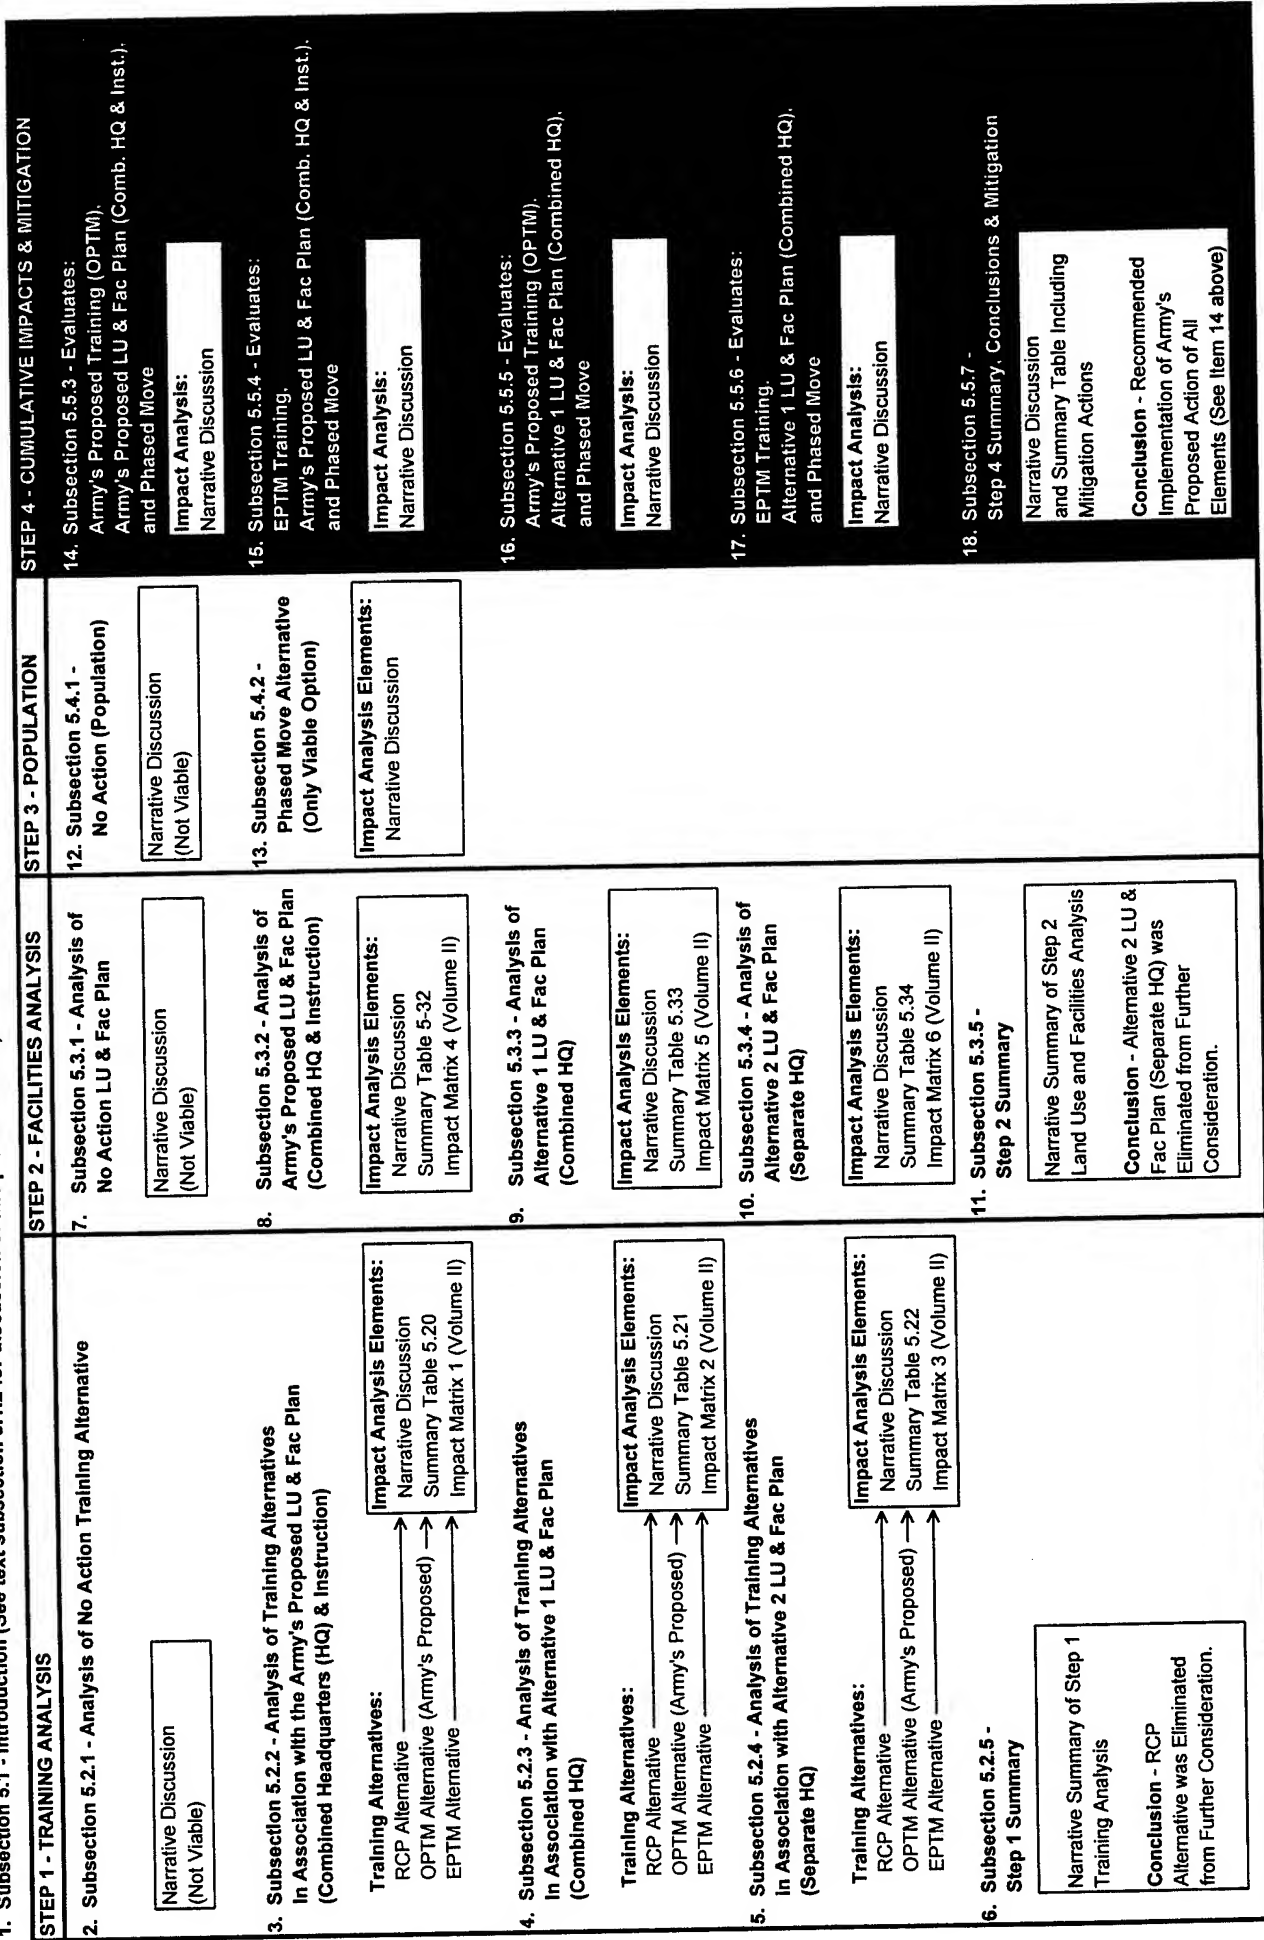 1. Subsection 5.1 - Introduction (See text subsection
STEP 1 - TRAINING ANALYSIS
2. Subsection 5.2.1 - Analysis of No Action Training Alternative
Narrative Discussion
(Not Viable)
3. Subsection 5.2.2 - Analysis of Training Alternatives
In Association with the Army's Proposed LU & Fac Plan
(Combined Headquarters (HQ) & Instruction)
Training Alternatives:
RCP Alternative
OPTM Alternative (Army's Proposed)
EPTM Alternative
Impact Analysis Elements:
Narrative Discussion
Summary Table 5.20
Impact Matrix 1 (Volume II)
4. Subsection 5.2.3 - Analysis of Training Alternatives
In Association with Alternative 1 LU & Fac Plan
(Combined HQ)
Training Alternatives:
RCP Alternative
OPTM Alternative (Army's Proposed)
EPTM Alternative
Impact Analysis Elements:
Narrative Discussion
Summary Table 5.21
Impact Matrix 2 (Volume II)
5. Subsection 5.2.4 - Analysis of Training Alternatives
in Association with Alternative 2 LU & Fac Plan
(Separate HQ)
Training Alternatives:
RCP Alternative
OPTM Alternative (Army's Proposed)
EPTM Alternative
Impact Analysis Elements:
Narrative Discussion
Summary Table 5.22
Impact Matrix 3 (Volume II)
6. Subsection 5.2.5 -
Step 1 Summary
Narrative Summary of Step 1
Training Analysis
Conclusion - RCP
Alternative was Eliminated
from Further Consideration.
STEP 2 - FACILITIES ANALYSIS
7. Subsection 5.3.1 - Analysis of
No Action LU & Fac Plan
Narrative Discussion
(Not Viable)
8. Subsection 5.3.2 - Analysis of
Army's Proposed LU & Fac Plan
(Combined HQ & Instruction)
Impact Analysis Elements:
Narrative Discussion
Summary Table 5-32
Impact Matrix 4 (Volume II)
9. Subsection 5.3.3 - Analysis of
Alternative 1 LU & Fac Plan
(Combined HQ)
Impact Analysis Elements:
Narrative Discussion
Summary Table 5.33
Impact Matrix 5 (Volume II)
10. Subsection 5.3.4 - Analysis of
Alternative 2 LU & Fac Plan
(Separate HQ)
Impact Analysis Elements:
Narrative Discussion
Summary Table 5.34
Impact Matrix 6 (Volume II)
11. Subsection 5.3.5 -
Step 2 Summary
Narrative Summary of Step 2
Land Use and Facilities Analysis
Conclusion - Alternative 2 LU &
Fac Plan (Separate HQ) was
Eliminated from Further
Consideration.
STEP 3 - POPULATION
12. Subsection 5.4.1 -
No Action (Population)
Narrative Discussion
(Not Viable)
13. Subsection 5.4.2 -
Phased Move Alternative
(Only Viable Option)
Impact Analysis Elements:
Narrative Discussion
STEP 4 - CUMULATIVE IMPACTS & MITIGATION
14. Subsection 5.5.3 - Evaluates:
Army's Proposed Training (OPTM).
Army's Proposed LU & Fac Plan (Comb. HQ & Inst.).
and Phased Move
Impact Analysis:
Narrative Discussion
15. Subsection 5.5.4 - Evaluates:
EPTM Training.
Army's Proposed LU & Fac Plan (Comb. HQ & Inst.).
and Phased Move
Impact Analysis:
Narrative Discussion
16. Subsection 5.5.5 - Evaluates:
Army's Proposed Training (OPTM).
Alternative 1 LU & Fac Plan (Combined HQ).
and Phased Move
Impact Analysis:
Narrative Discussion
17. Subsection 5.5.6 - Evaluates:
EPTM Training.
Alternative 1 LU & Fac Plan (Combined HQ).
and Phased Move
Impact Analysis:
Narrative Discussion
18. Subsection 5.5.7 -
Step 4 Summary, Conclusions & Mitigation
Narrative Discussion
and Summary Table Including
Mitigation Actions
Conclusion - Recommended
Implementation of Army's
Proposed Action of All
Elements (See Item 14 above)